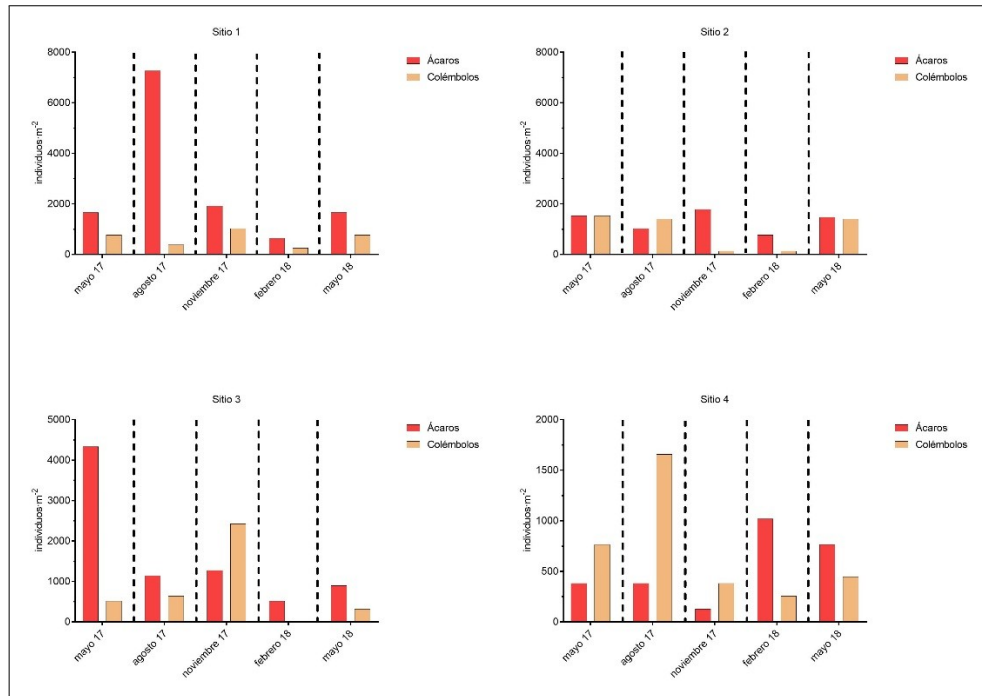 Sitio 1
Ácaros
Colémbolos
8000
6000
4000
2000
0
individuos·m⁻²
mayo 17
agosto 17
noviembre 17
febrero 18
mayo 18
Sitio 2
Ácaros
Colémbolos
8000
6000
4000
2000
0
individuos·m⁻²
mayo 17
agosto 17
noviembre 17
febrero 18
mayo 18
Sitio 3
Ácaros
Colémbolos
5000
4000
3000
2000
1000
0
individuos·m⁻²
mayo 17
agosto 17
noviembre 17
febrero 18
mayo 18
Sitio 4
Ácaros
Colémbolos
2000
1500
1000
500
0
individuos·m⁻²
mayo 17
agosto 17
noviembre 17
febrero 18
mayo 18